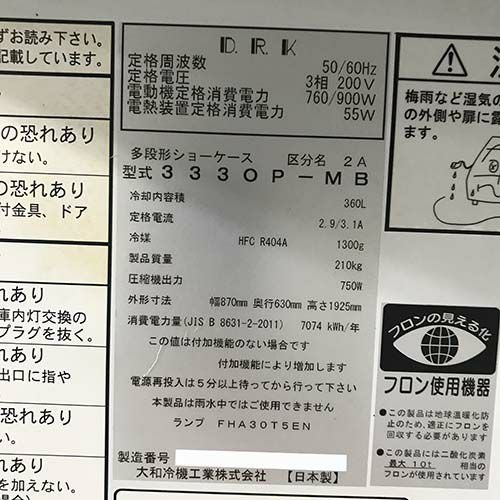 ずお読み下さい。
記載しています。
の恐れあり
けない。
の恐れあり
付金具、ドア
れあり
庫内灯交換の
プラグを抜く。
れあり
出口に指や
れあり
り加えない。
D.R.K
定格周波数 50/60Hz
定格電圧 3相 200V
電動機定格消費電力 760/900W
電熱装置定格消費電力 55W
多段形ショーケース 区分名 2A
型式 333OP-MB
冷却内容積 360L
定格電流 2.9/3.1A
冷媒 HFC R404A 1300g
製品質量 210kg
圧縮機出力 750W
外形寸法 幅870mm 奥行630mm 高さ1925mm
消費電力量(JIS B 8631-2-2011) 7074 kWh/年
この値は付加機能のない場合です
付加機能により増加します
電源再投入は5分以上待ってから行って下さい
本製品は雨水中ではご使用できません
ランプ FHA30T5EN
製造番号
大和冷機工業株式会社 【日本製】
注
梅雨など湿気の
の外側や扉に露
フロンの見える化
フロン使用機器
●この製品は地球温暖化防
止のため、適正にフロンを
回収する必要があります。
●この製品には二酸化炭素
最大 10t 相当の
フロンが使用されています